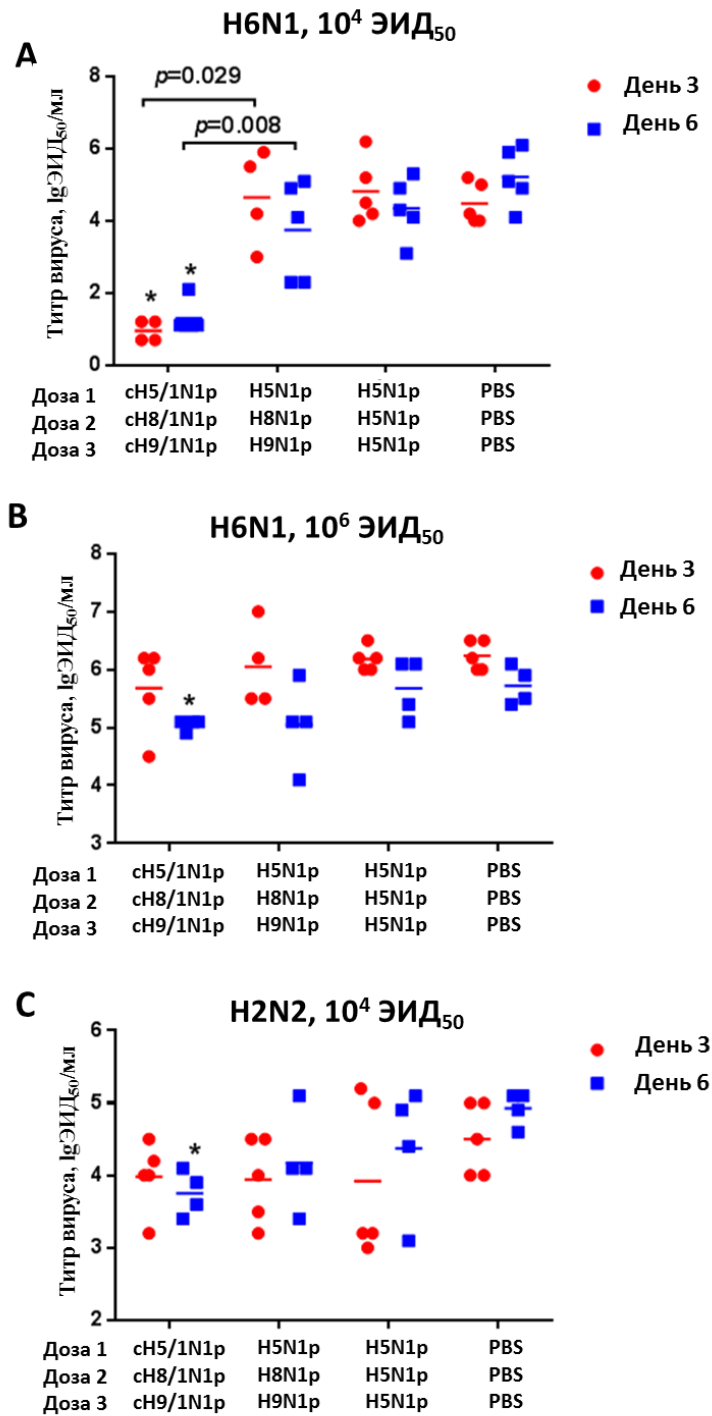 H6N1, 10⁴ ЭИД₅₀
A
p=0.029
p=0.008
День 3
День 6
Титр вируса, lgЭИД₅₀/мл
8
6
4
2
0
*
*
Доза 1 cH5/1N1p H5N1p H5N1p PBS
Доза 2 cH8/1N1p H8N1p H5N1p PBS
Доза 3 cH9/1N1p H9N1p H5N1p PBS
B
H6N1, 10⁶ ЭИД₅₀
День 3
День 6
Титр вируса, lgЭИД₅₀/мл
8
7
6
5
4
3
*
Доза 1 cH5/1N1p H5N1p H5N1p PBS
Доза 2 cH8/1N1p H8N1p H5N1p PBS
Доза 3 cH9/1N1p H9N1p H5N1p PBS
C
H2N2, 10⁴ ЭИД₅₀
День 3
День 6
Титр вируса, lgЭИД₅₀/мл
6
5
4
3
2
*
Доза 1 cH5/1N1p H5N1p H5N1p PBS
Доза 2 cH8/1N1p H8N1p H5N1p PBS
Доза 3 cH9/1N1p H9N1p H5N1p PBS